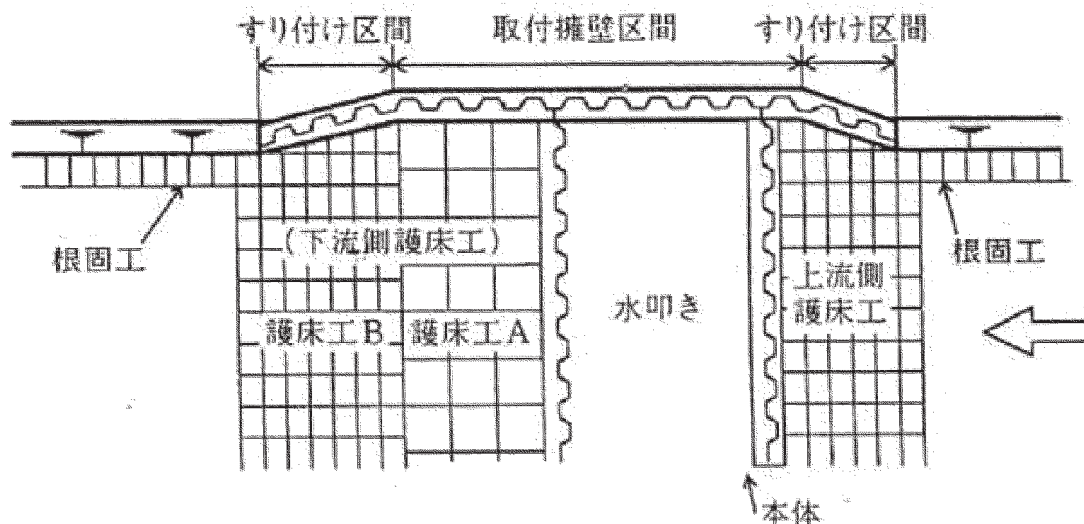 すり付け区間
取付擁壁区間
すり付け区間
根固工
(下流側護床工)
上流側
護床工
根固工
水叩き
護床工B
護床工A
本体